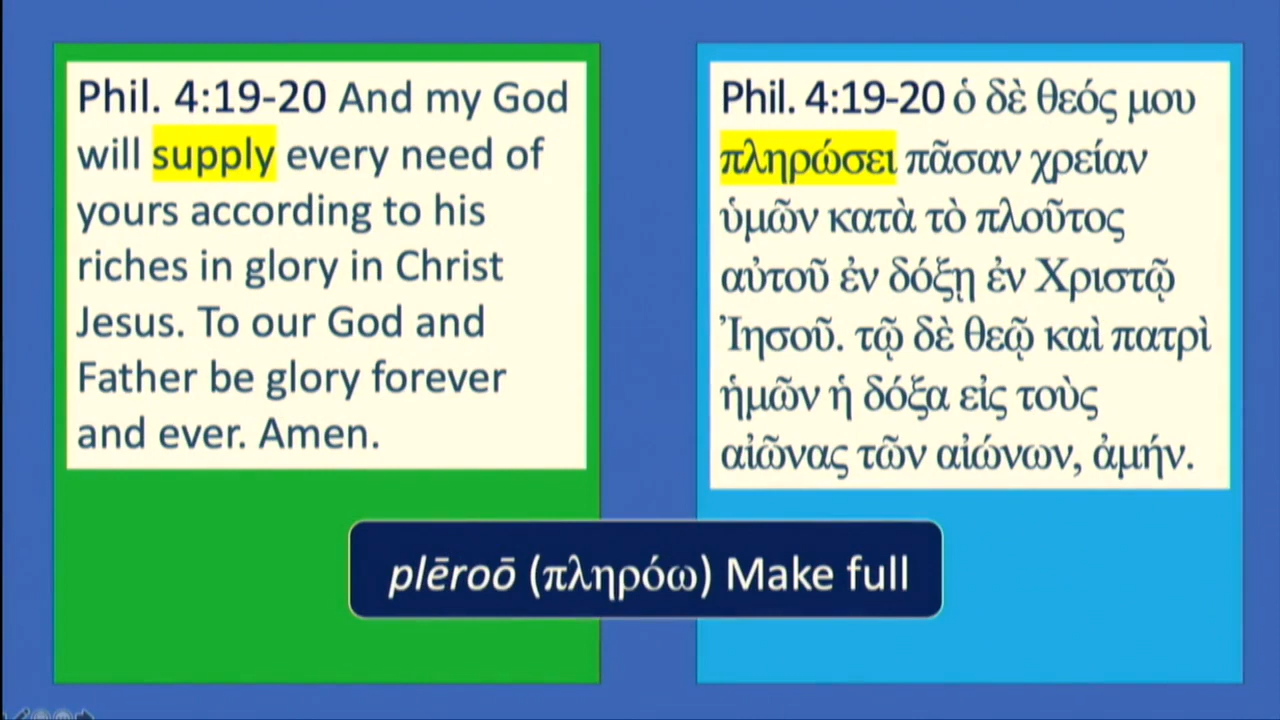 Phil. 4:19-20 And my God
will supply every need of
yours according to his
riches in glory in Christ
Jesus. To our God and
Father be glory forever
and ever. Amen.
Phil. 4:19-20 ὁ δὲ θεός μου
πληρώσει πᾶσαν χρείαν
ὑμῶν κατὰ τὸ πλοῦτος
αὐτοῦ ἐν δόξῃ ἐν Χριστῷ
Ἰησοῦ. τῷ δὲ θεῷ καὶ πατρὶ
ἡμῶν ἡ δόξα εἰς τοὺς
αἰῶνας τῶν αἰώνων, ἀμήν.
plēroō (πληρόω) Make full